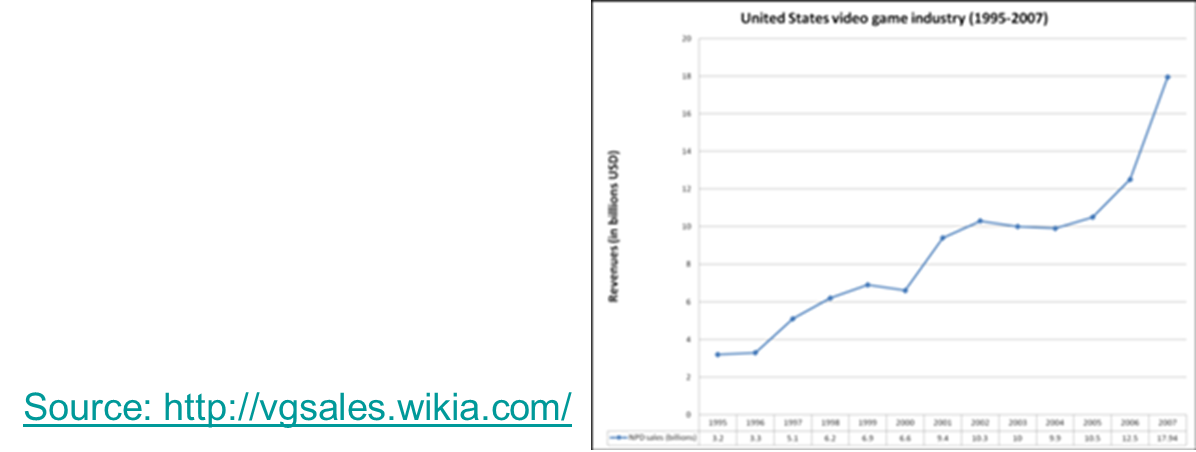 Source: http://vgsales.wikia.com/
United States video game industry (1995-2007)
Revenues (in billions USD)
20
18
16
14
12
10
8
6
4
2
0
1995 1996 1997 1998 1999 2000 2001 2002 2003 2004 2005 2006 2007
NPD sales (billions) 3.2 3.3 5.1 6.2 6.9 6.6 9.4 10.3 10 9.9 10.5 12.5 17.94